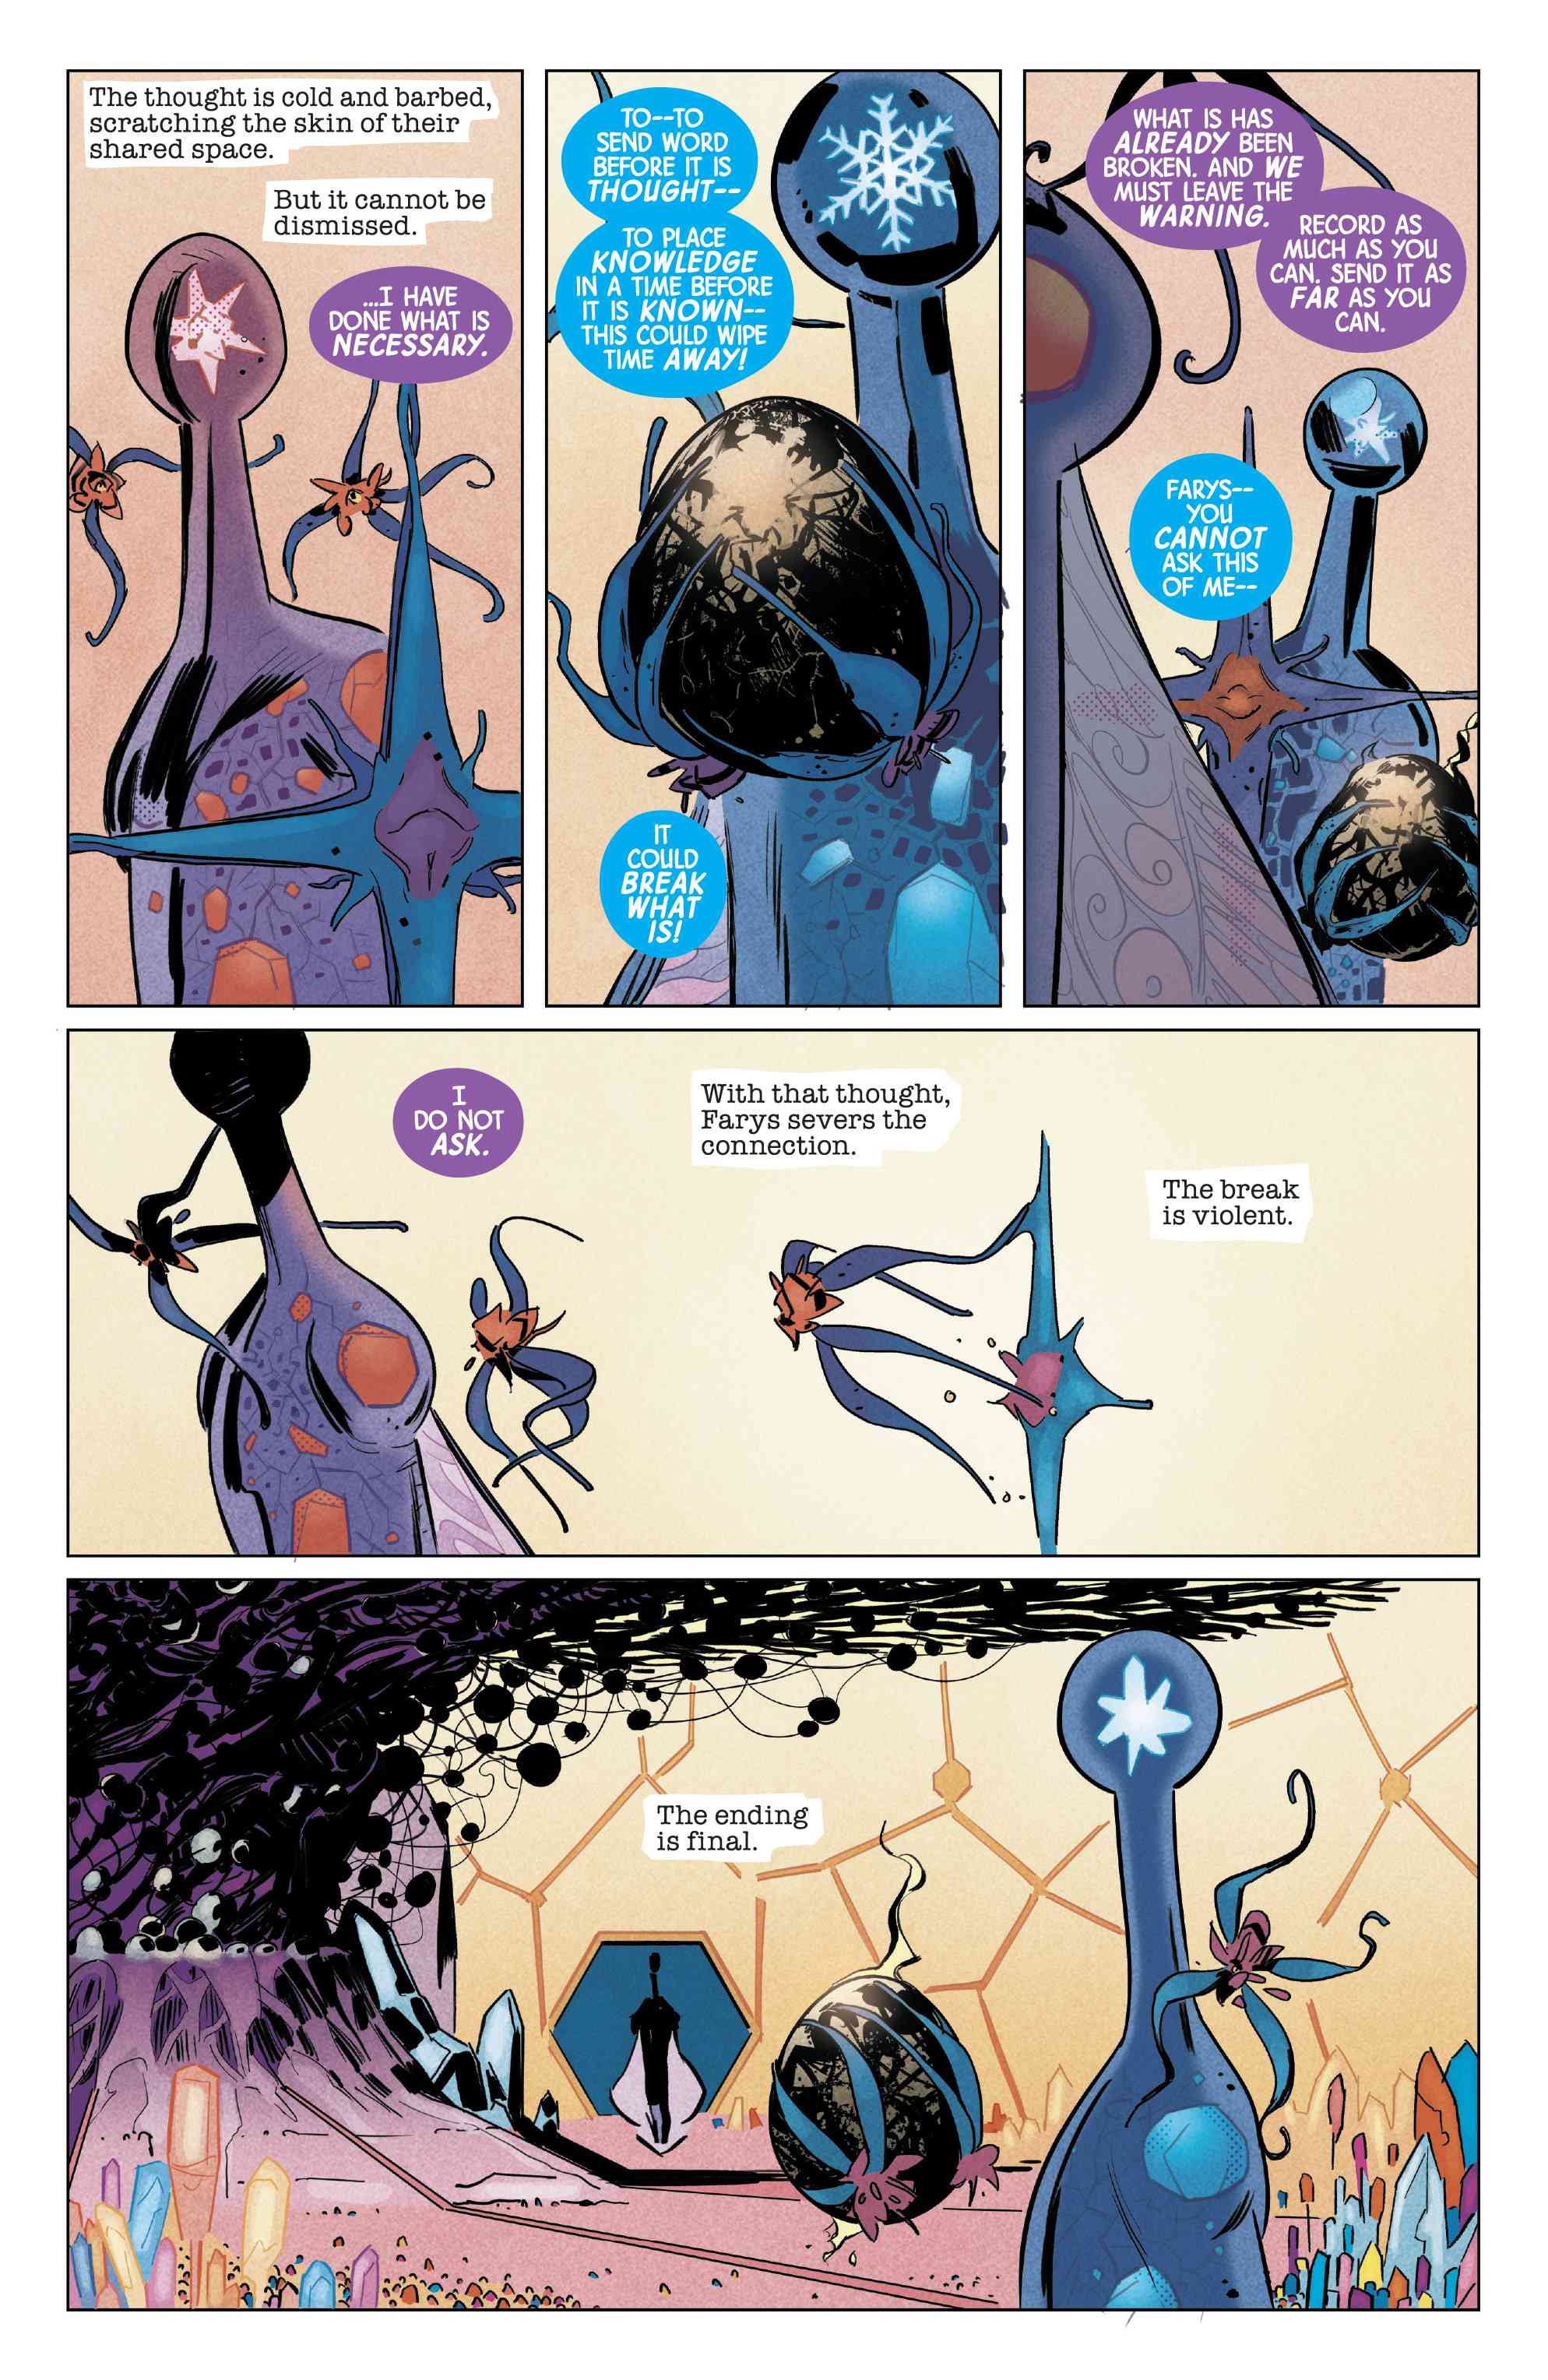 The thought is cold and barbed,
scratching the skin of their
shared space.
But it cannot be
dismissed.
...I HAVE
DONE WHAT IS
NECESSARY.
TO--TO
SEND WORD
BEFORE IT IS
THOUGHT--
TO PLACE
KNOWLEDGE
IN A TIME BEFORE
IT IS KNOWN--
THIS COULD WIPE
TIME AWAY!
IT
COULD
BREAK
WHAT
IS!
WHAT IS HAS
ALREADY BEEN
BROKEN. AND WE
MUST LEAVE THE
WARNING.
RECORD AS
MUCH AS YOU
CAN. SEND IT AS
FAR AS YOU
CAN.
FARYS--
YOU
CANNOT
ASK THIS
OF ME--
I
DO NOT
ASK.
With that thought,
Farys severs the
connection.
The break
is violent.
The ending
is final.